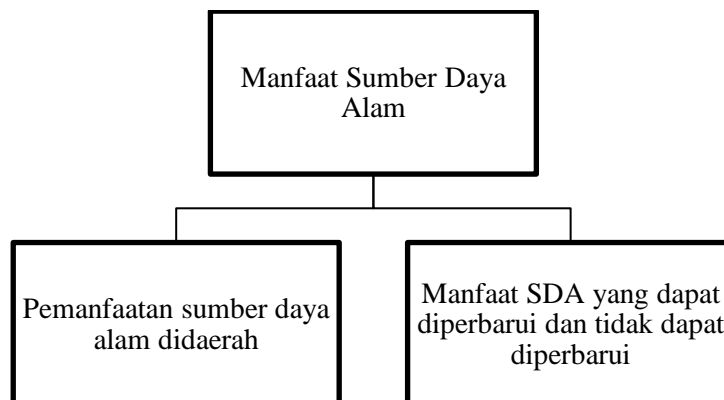 Manfaat Sumber Daya
Alam
Pemanfaatan sumber daya
alam didaerah
Manfaat SDA yang dapat
diperbarui dan tidak dapat
diperbarui